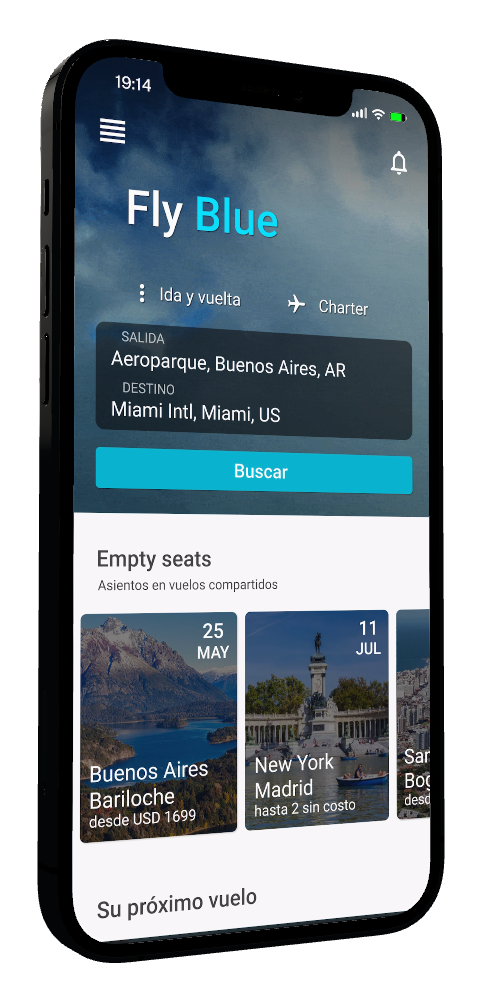 19:14
Fly Blue
Ida y vuelta
Charter
SALIDA
Aeroparque, Buenos Aires, AR
DESTINO
Miami Intl, Miami, US
Buscar
Empty seats
Asientos en vuelos compartidos
25
MAY
Buenos Aires
Bariloche
desde USD 1699
11
JUL
New York
Madrid
hasta 2 sin costo
San
Bog
desd
Su próximo vuelo